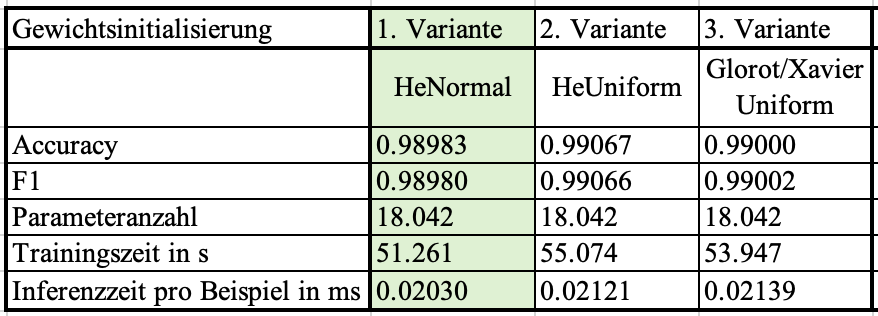 Gewichtsinitialisierung 1. Variante 2. Variante 3. Variante
HeNormal HeUniform Glorot/Xavier
Uniform
Accuracy 0.98983 0.99067 0.99000
F1 0.98980 0.99066 0.99002
Parameteranzahl 18.042 18.042 18.042
Trainingszeit in s 51.261 55.074 53.947
Inferenzzeit pro Beispiel in ms 0.02030 0.02121 0.02139